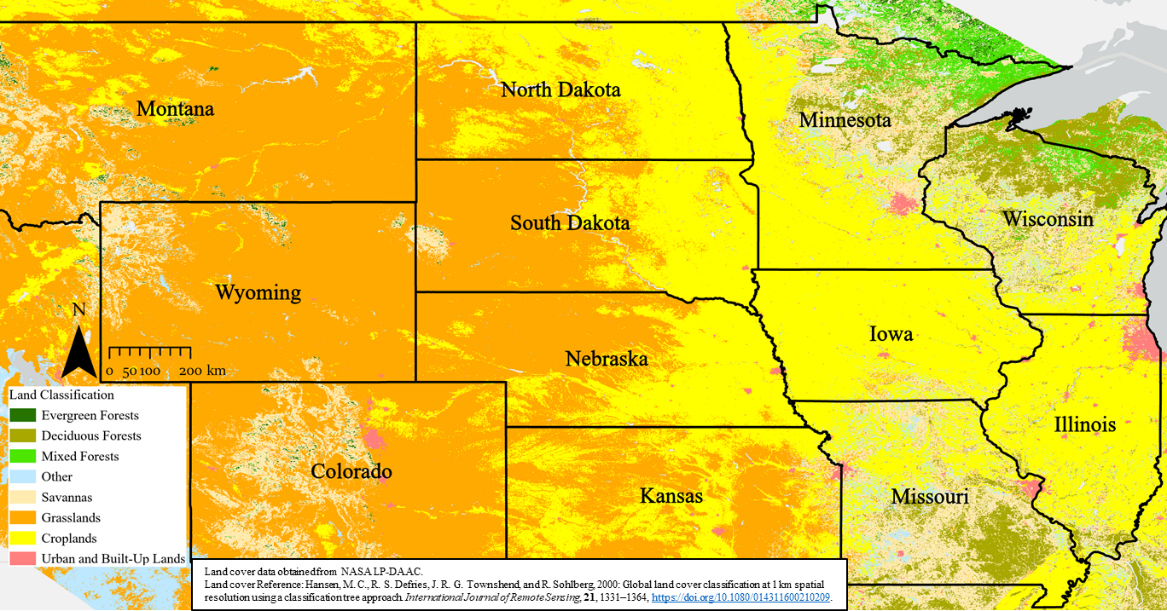 North Dakota
Montana
Minnesota
South Dakota
Wisconsin
Wyoming
N
Iowa
Nebraska
0 50 100 200 km
Land Classification
Evergreen Forests
Deciduous Forests
Mixed Forests
Other
Savannas
Grasslands
Croplands
Urban and Built-Up Lands
Illinois
Colorado
Kansas
Missouri
Land cover data obtained from NASA LP-DAAC.
Land cover Reference: Hansen, M. C., R. S. Defries, J. R. G. Townshend, and R. Sohlberg, 2000: Global land cover classification at 1 km spatial
resolution using a classification tree approach. International Journal of Remote Sensing, 21, 1331–1364, https://doi.org/10.1080/014311600210209.